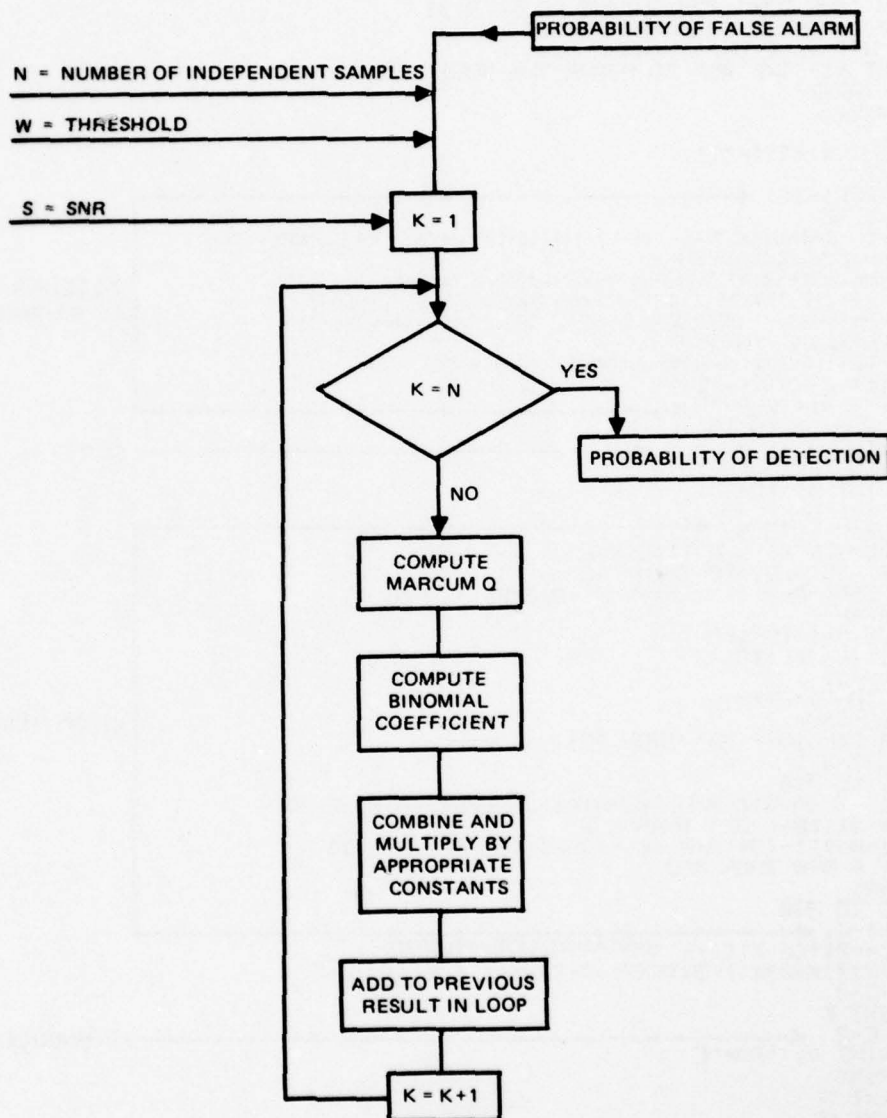 PROBABILITY OF FALSE ALARM
N = NUMBER OF INDEPENDENT SAMPLES
W = THRESHOLD
S = SNR
K = 1
K = N
YES
PROBABILITY OF DETECTION
NO
COMPUTE
MARCUM Q
COMPUTE
BINOMIAL
COEFFICIENT
COMBINE AND
MULTIPLY BY
APPROPRIATE
CONSTANTS
ADD TO PREVIOUS
RESULT IN LOOP
K = K+1